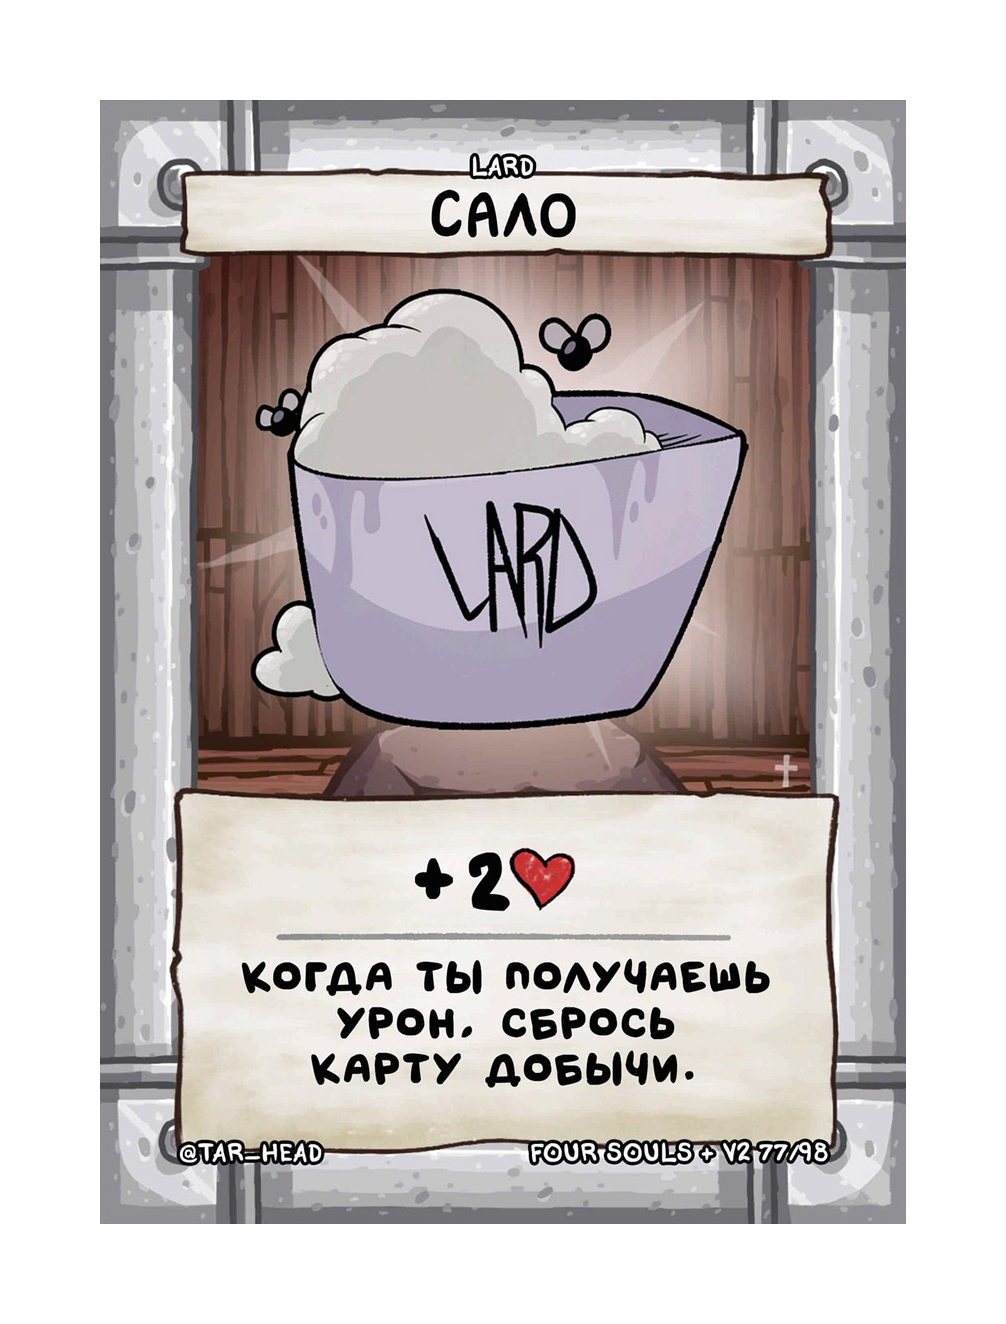 LARD
САЛО
LARD
+2
КОГДА ТЫ ПОЛУЧАЕШЬ
УРОН, СБРОСЬ
КАРТУ ДОБЫЧИ.
@TAR_HEAD
FOUR SOULS + V2 77/98